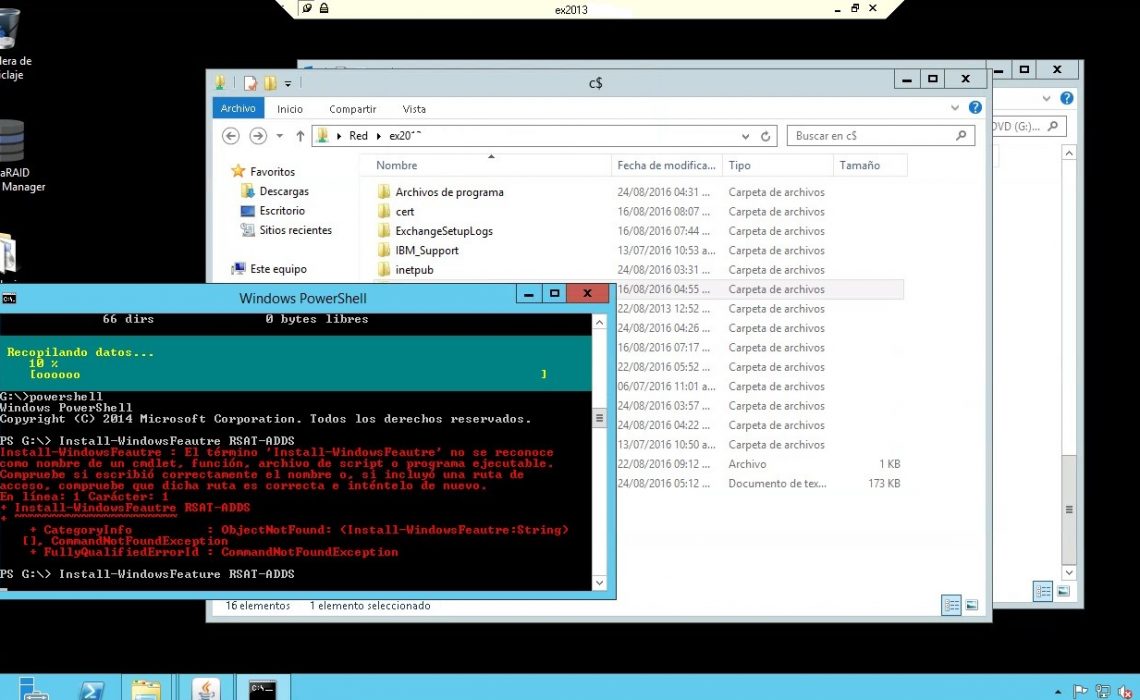 ex2013
c$
Archivo Inicio Compartir Vista
Red ex201
Buscar en c$
DVD (G:)...
lera de
claje
aRAID
Manager
Favoritos
Descargas
Escritorio
Sitios recientes
Este equipo
Nombre Fecha de modifica... Tipo Tamaño
Archivos de programa 24/08/2016 04:31 ... Carpeta de archivos
cert 16/08/2016 08:07 ... Carpeta de archivos
ExchangeSetupLogs 16/08/2016 07:44 ... Carpeta de archivos
IBM_Support 13/07/2016 10:53 a... Carpeta de archivos
inetpub 24/08/2016 03:31 ... Carpeta de archivos
16/08/2016 04:55 ... Carpeta de archivos
22/08/2013 12:52 ... Carpeta de archivos
24/08/2016 04:26 ... Carpeta de archivos
16/08/2016 07:17 ... Carpeta de archivos
22/08/2016 05:52 ... Carpeta de archivos
06/07/2016 11:01 a... Carpeta de archivos
24/08/2016 03:57 ... Carpeta de archivos
24/08/2016 04:22 ... Carpeta de archivos
13/07/2016 10:50 a... Carpeta de archivos
22/08/2016 09:12 ... Archivo 1 KB
24/08/2016 05:12 ... Documento de tex... 173 KB
16 elementos 1 elemento seleccionado
Windows PowerShell
66 dirs 0 bytes libres
Recopilando datos...
10 %
[oooooo ]
G:\>powershell
Windows PowerShell
Copyright (C) 2014 Microsoft Corporation. Todos los derechos reservados.
PS G:\> Install-WindowsFeautre RSAT-ADDS
Install-WindowsFeautre : El término 'Install-WindowsFeautre' no se reconoce
como nombre de un cmdlet, función, archivo de script o programa ejecutable.
Compruebe si escribió correctamente el nombre o, si incluyó una ruta de
acceso, compruebe que dicha ruta es correcta e inténtelo de nuevo.
En línea: 1 Carácter: 1
+ Install-WindowsFeautre RSAT-ADDS
+ ~~~~~~~~~~~~~~~~~~~~~~
+ CategoryInfo : ObjectNotFound: (Install-WindowsFeautre:String)
[], CommandNotFoundException
+ FullyQualifiedErrorId : CommandNotFoundException
PS G:\> Install-WindowsFeature RSAT-ADDS